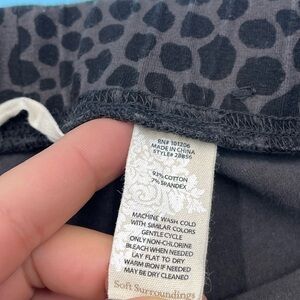 RN# 101206
MADE IN CHINA
STYLE# 28856
93% COTTON
7% SPANDEX
MACHINE WASH COLD
WITH SIMILAR COLORS
GENTLE CYCLE
ONLY NON-CHLORINE
BLEACH WHEN NEEDED
LAY FLAT TO DRY
WARM IRON IF NEEDED
MAY BE DRY CLEANED
Soft Surroundings